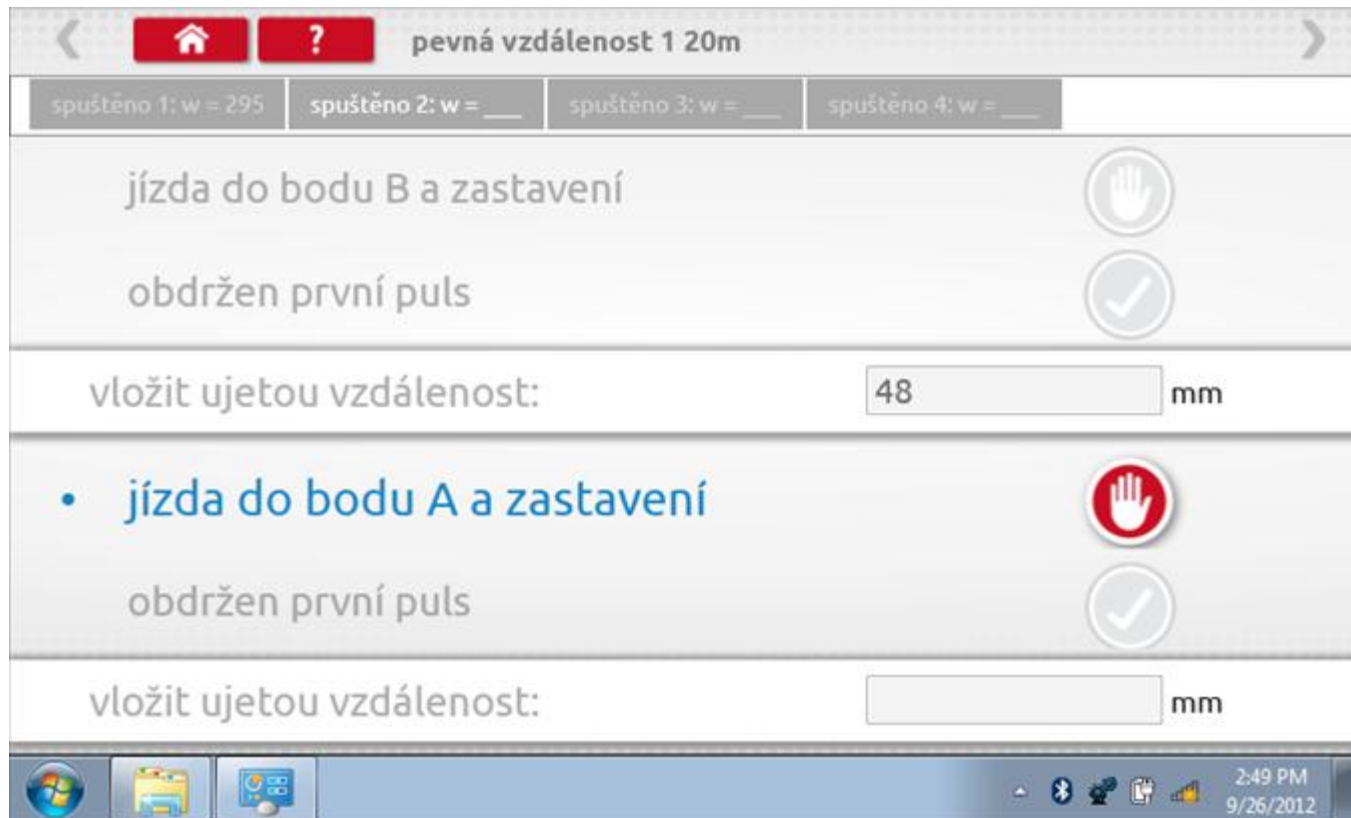 ? pevná vzdálenost 1 20m
spuštěno 1: w = 295 spuštěno 2: w = ___ spuštěno 3: w = ___ spuštěno 4: w = ___
jízda do bodu B a zastavení
obdržen první puls
vložit ujetou vzdálenost: 48 mm
• jízda do bodu A a zastavení
obdržen první puls
vložit ujetou vzdálenost: mm
2:49 PM
9/26/2012